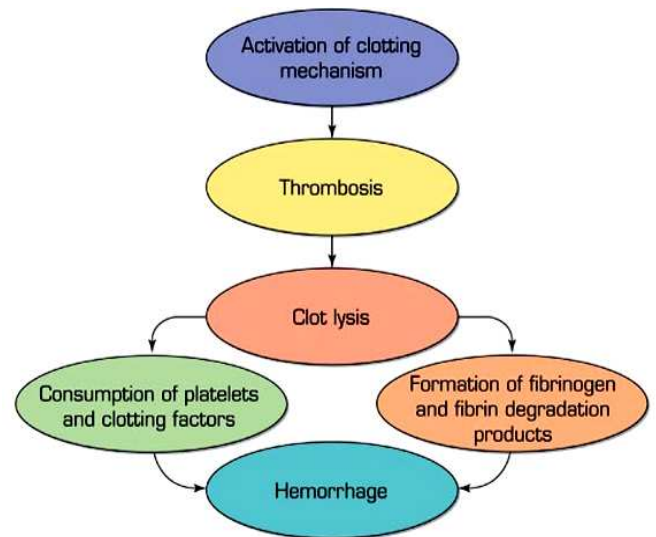 Activation of clotting
mechanism
Thrombosis
Clot lysis
Consumption of platelets
and clotting factors
Formation of fibrinogen
and fibrin degradation
products
Hemorrhage